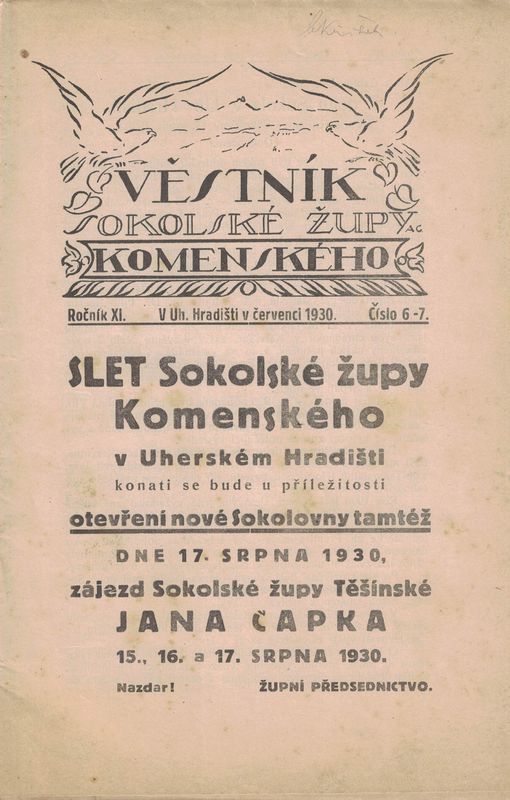 VĚSTNÍK
SOKOLSKÉ ŽUPY
KOMENSKÉHO
Ročník XI. V Uh. Hradišti v červenci 1930. Číslo 6-7.
SLET Sokolské župy
Komenského
v Uherském Hradišti
konati se bude u příležitosti
otevření nové Sokolovny tamtéž
DNE 17. SRPNA 1930,
zájezd Sokolské župy Těšínské
JANA ČAPKA
15., 16. a 17. SRPNA 1930.
Nazdar! ŽUPNÍ PŘEDSEDNICTVO.